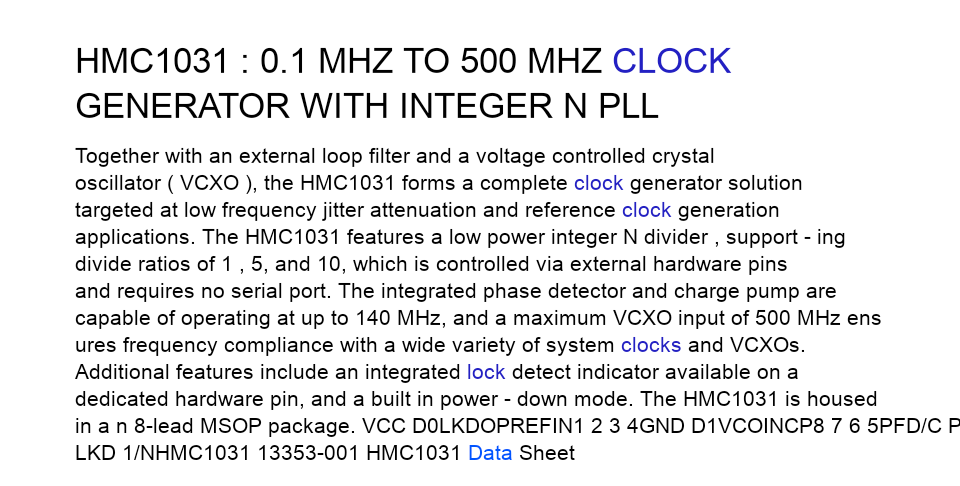 HMC1031 : 0.1 MHZ TO 500 MHZ CLOCK
GENERATOR WITH INTEGER N PLL
Together with an external loop filter and a voltage controlled crystal
oscillator ( VCXO ), the HMC1031 forms a complete clock generator solution
targeted at low frequency jitter attenuation and reference clock generation
applications. The HMC1031 features a low power integer N divider , support - ing
divide ratios of 1 , 5, and 10, which is controlled via external hardware pins
and requires no serial port. The integrated phase detector and charge pump are
capable of operating at up to 140 MHz, and a maximum VCXO input of 500 MHz ens
ures frequency compliance with a wide variety of system clocks and VCXOs.
Additional features include an integrated lock detect indicator available on a
dedicated hardware pin, and a built in power - down mode. The HMC1031 is housed
in a n 8-lead MSOP package. VCC D0LKDOPREFIN1 2 3 4GND D1VCOINCP8 7 6 5PFD/C P
LKD 1/NHMC1031 13353-001 HMC1031 Data Sheet